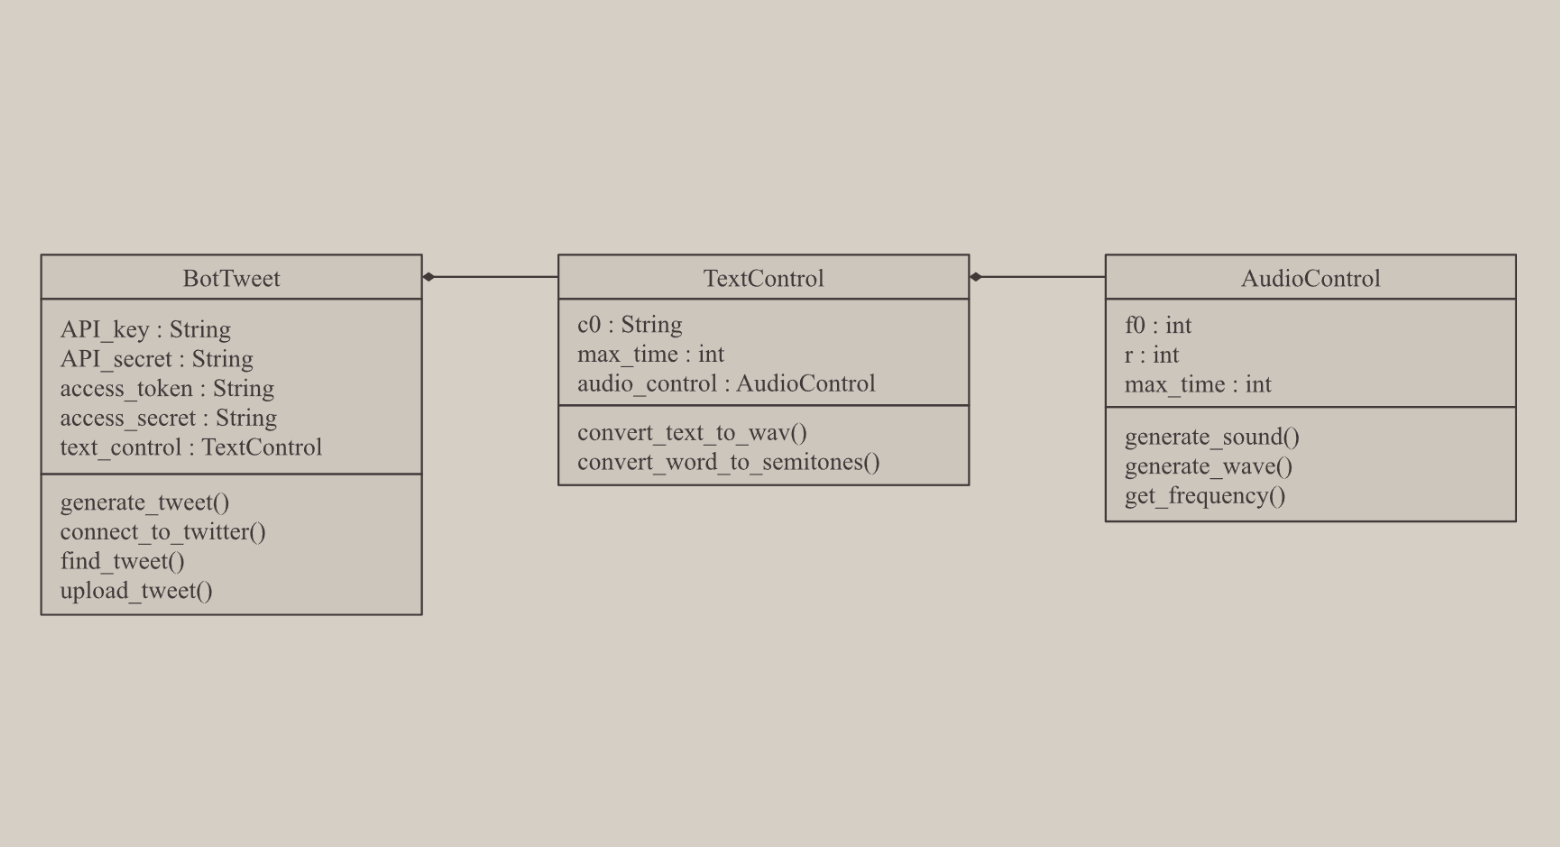 BotTweet
API_key : String
API_secret : String
access_token : String
access_secret : String
text_control : TextControl
generate_tweet()
connect_to_twitter()
find_tweet()
upload_tweet()
TextControl
c0 : String
max_time : int
audio_control : AudioControl
convert_text_to_wav()
convert_word_to_semitones()
AudioControl
f0 : int
r : int
max_time : int
generate_sound()
generate_wave()
get_frequency()